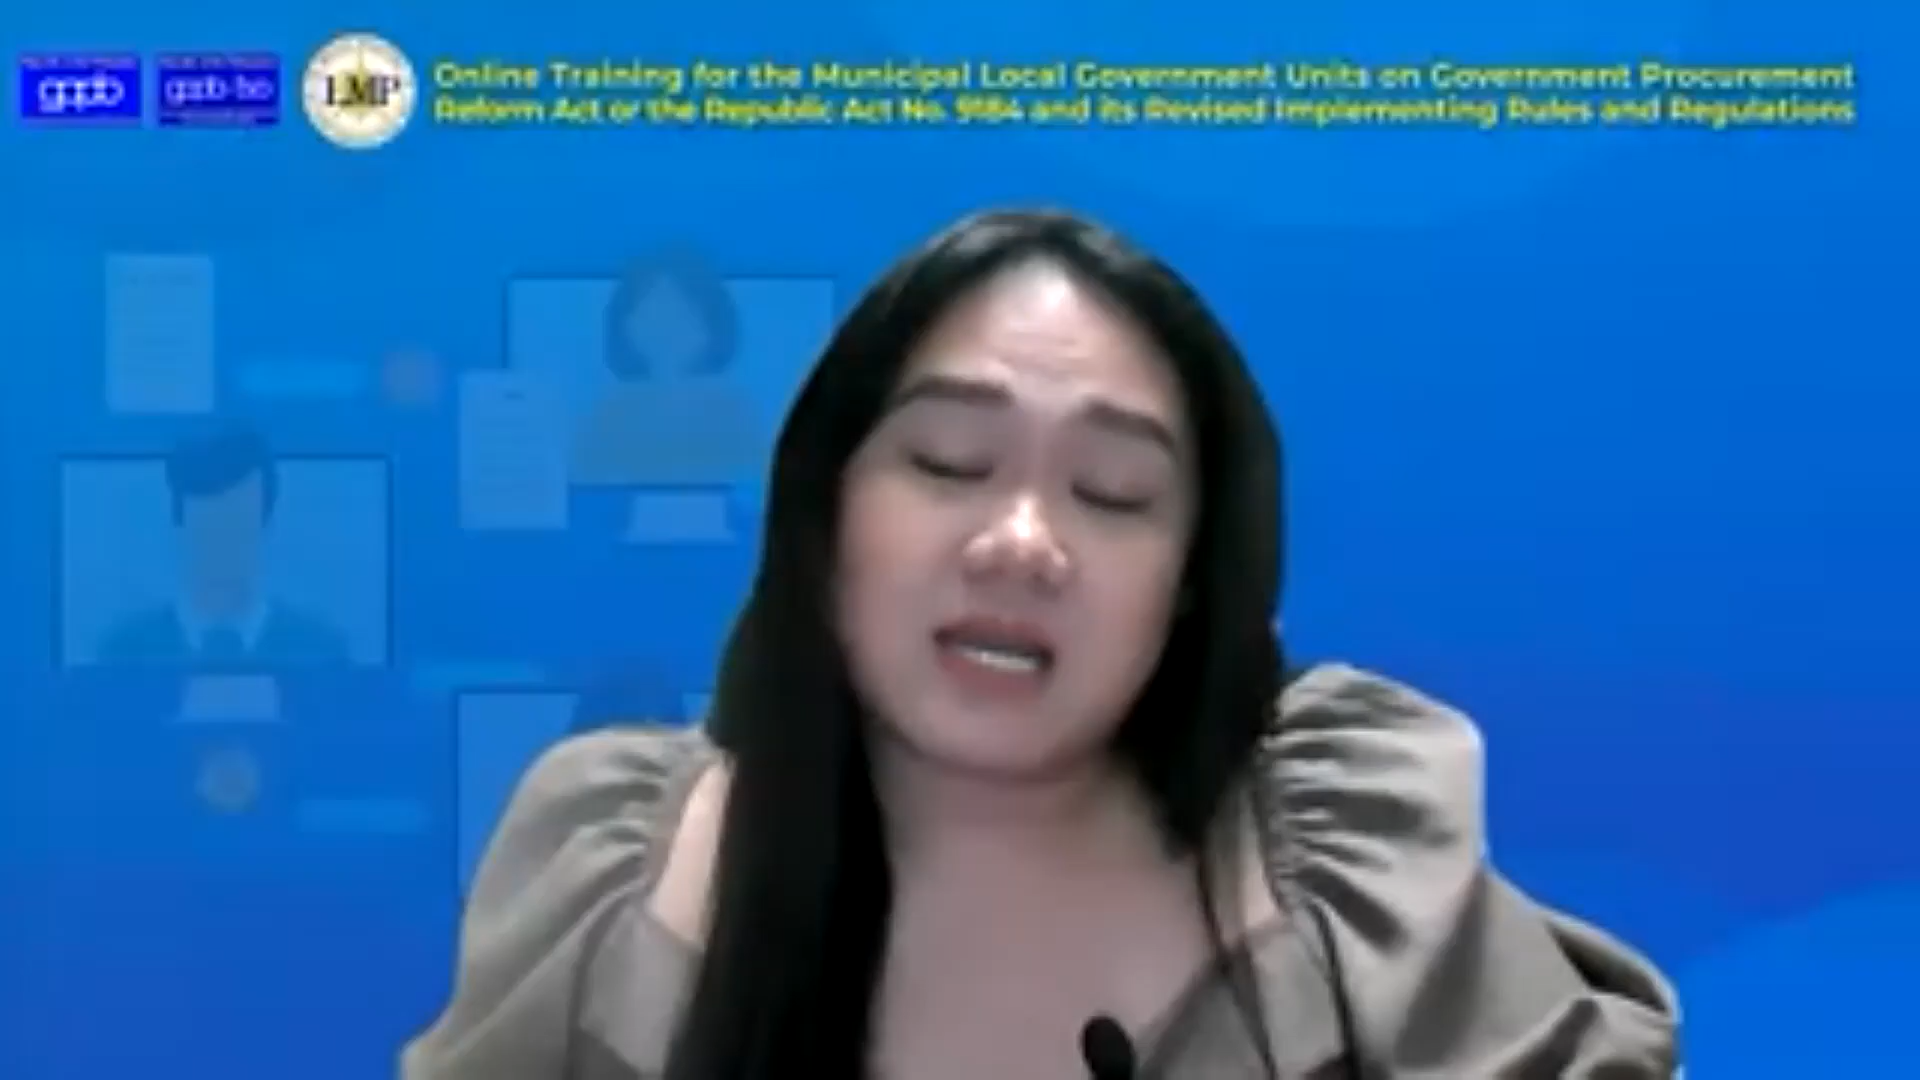 gppb
gppb-tso
LMP
Online Training for the Municipal Local Government Units on Government Procurement
Reform Act or the Republic Act No. 9184 and its Revised Implementing Rules and Regulations